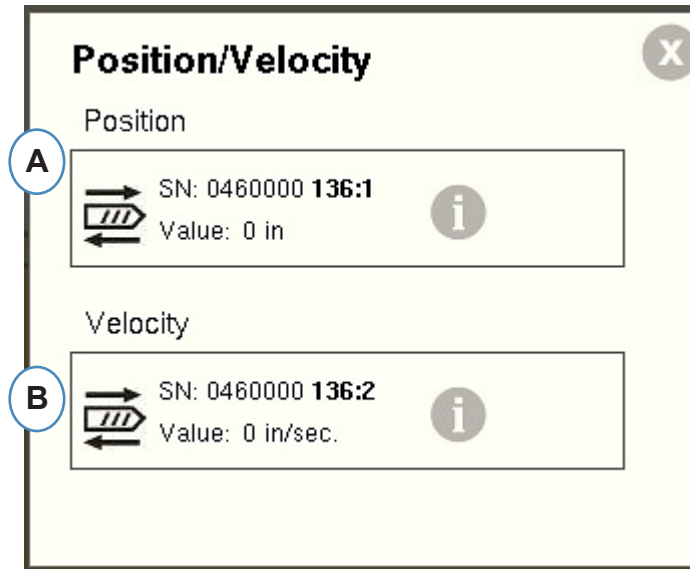 Position/Velocity
X
Position
A
SN: 0460000 136:1
Value: 0 in
i
Velocity
B
SN: 0460000 136:2
Value: 0 in/sec.
i